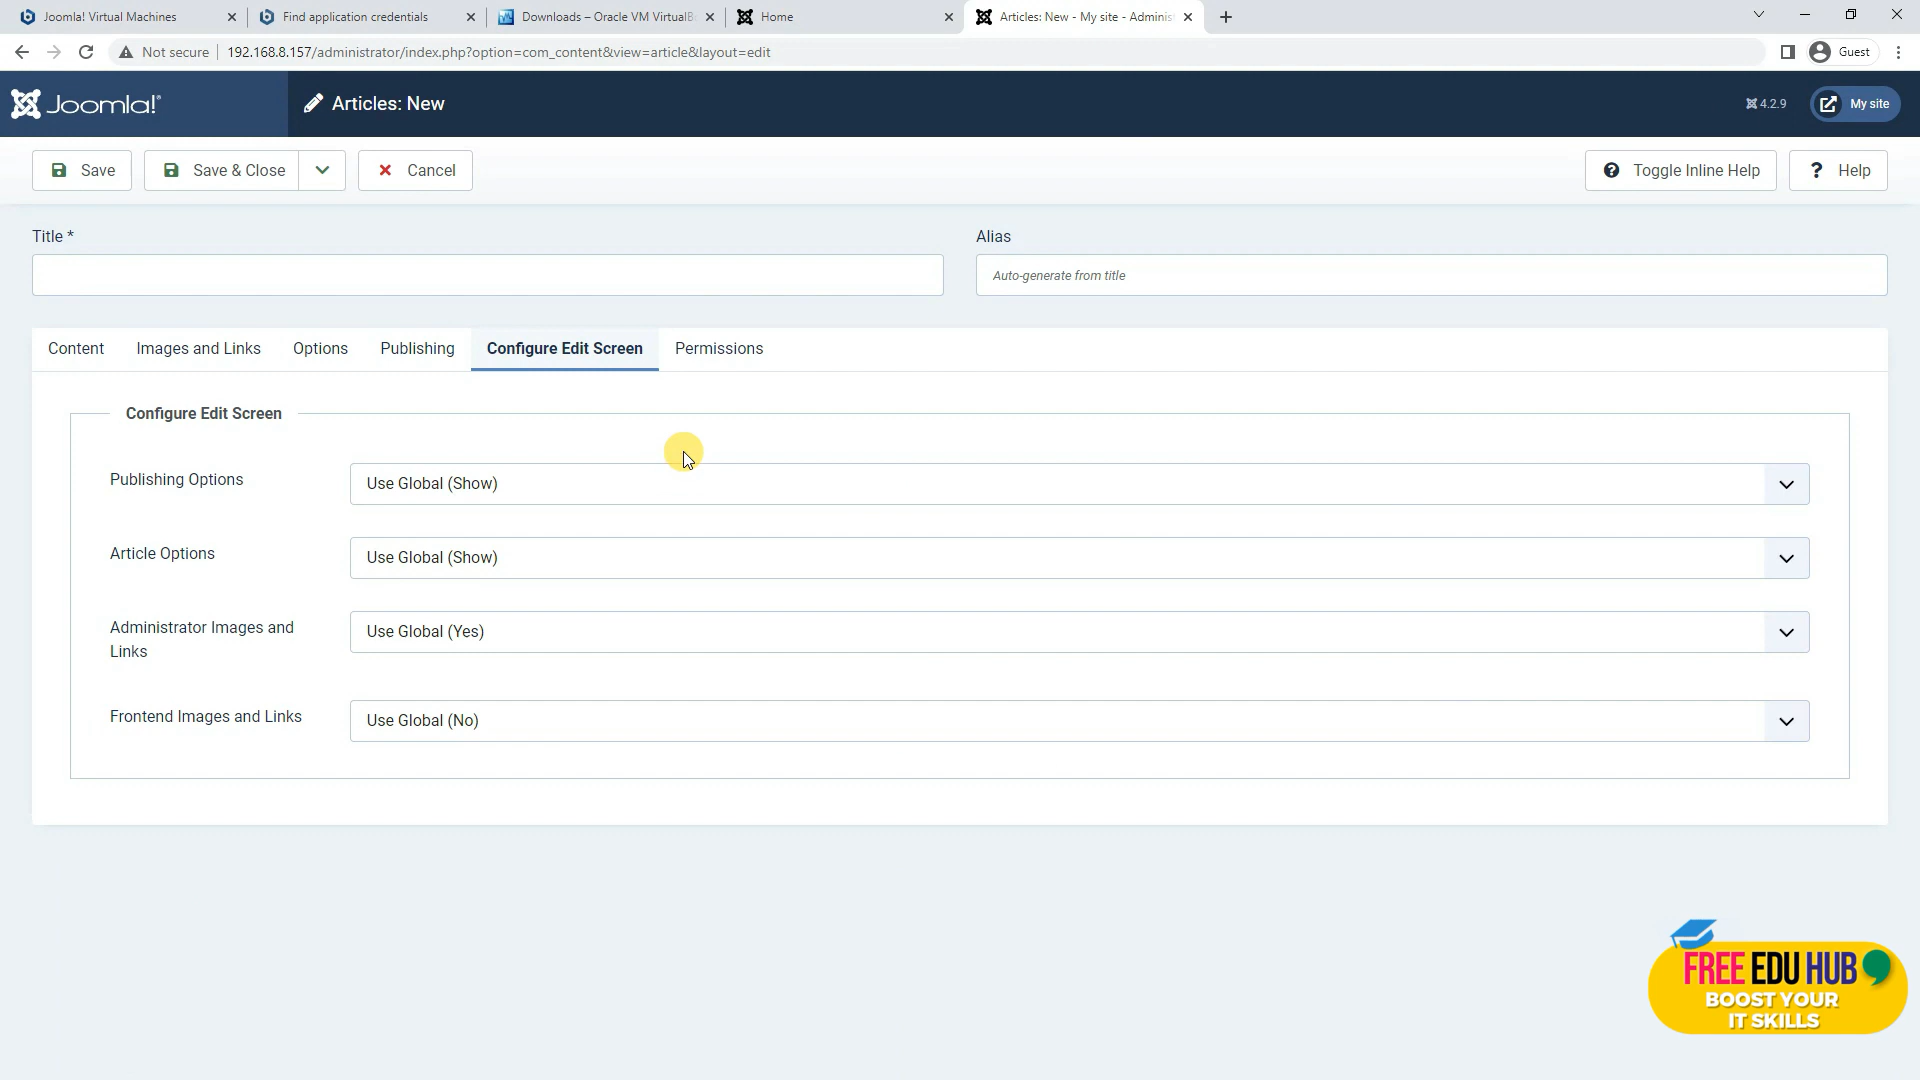 Joomla! Virtual Machines
Find application credentials
Downloads – Oracle VM VirtualB
Home
Articles: New - My site - Adminis
Not secure
192.168.8.157/administrator/index.php?option=com_content&view=article&layout=edit
Guest
Joomla!®
Articles: New
4.2.9
My site
Save
Save & Close
Cancel
Toggle Inline Help
? Help
Title *
Alias
Auto-generate from title
Content
Images and Links
Options
Publishing
Configure Edit Screen
Permissions
Configure Edit Screen
Publishing Options
Use Global (Show)
Article Options
Use Global (Show)
Administrator Images and
Links
Use Global (Yes)
Frontend Images and Links
Use Global (No)
FREE EDU HUB
BOOST YOUR
IT SKILLS